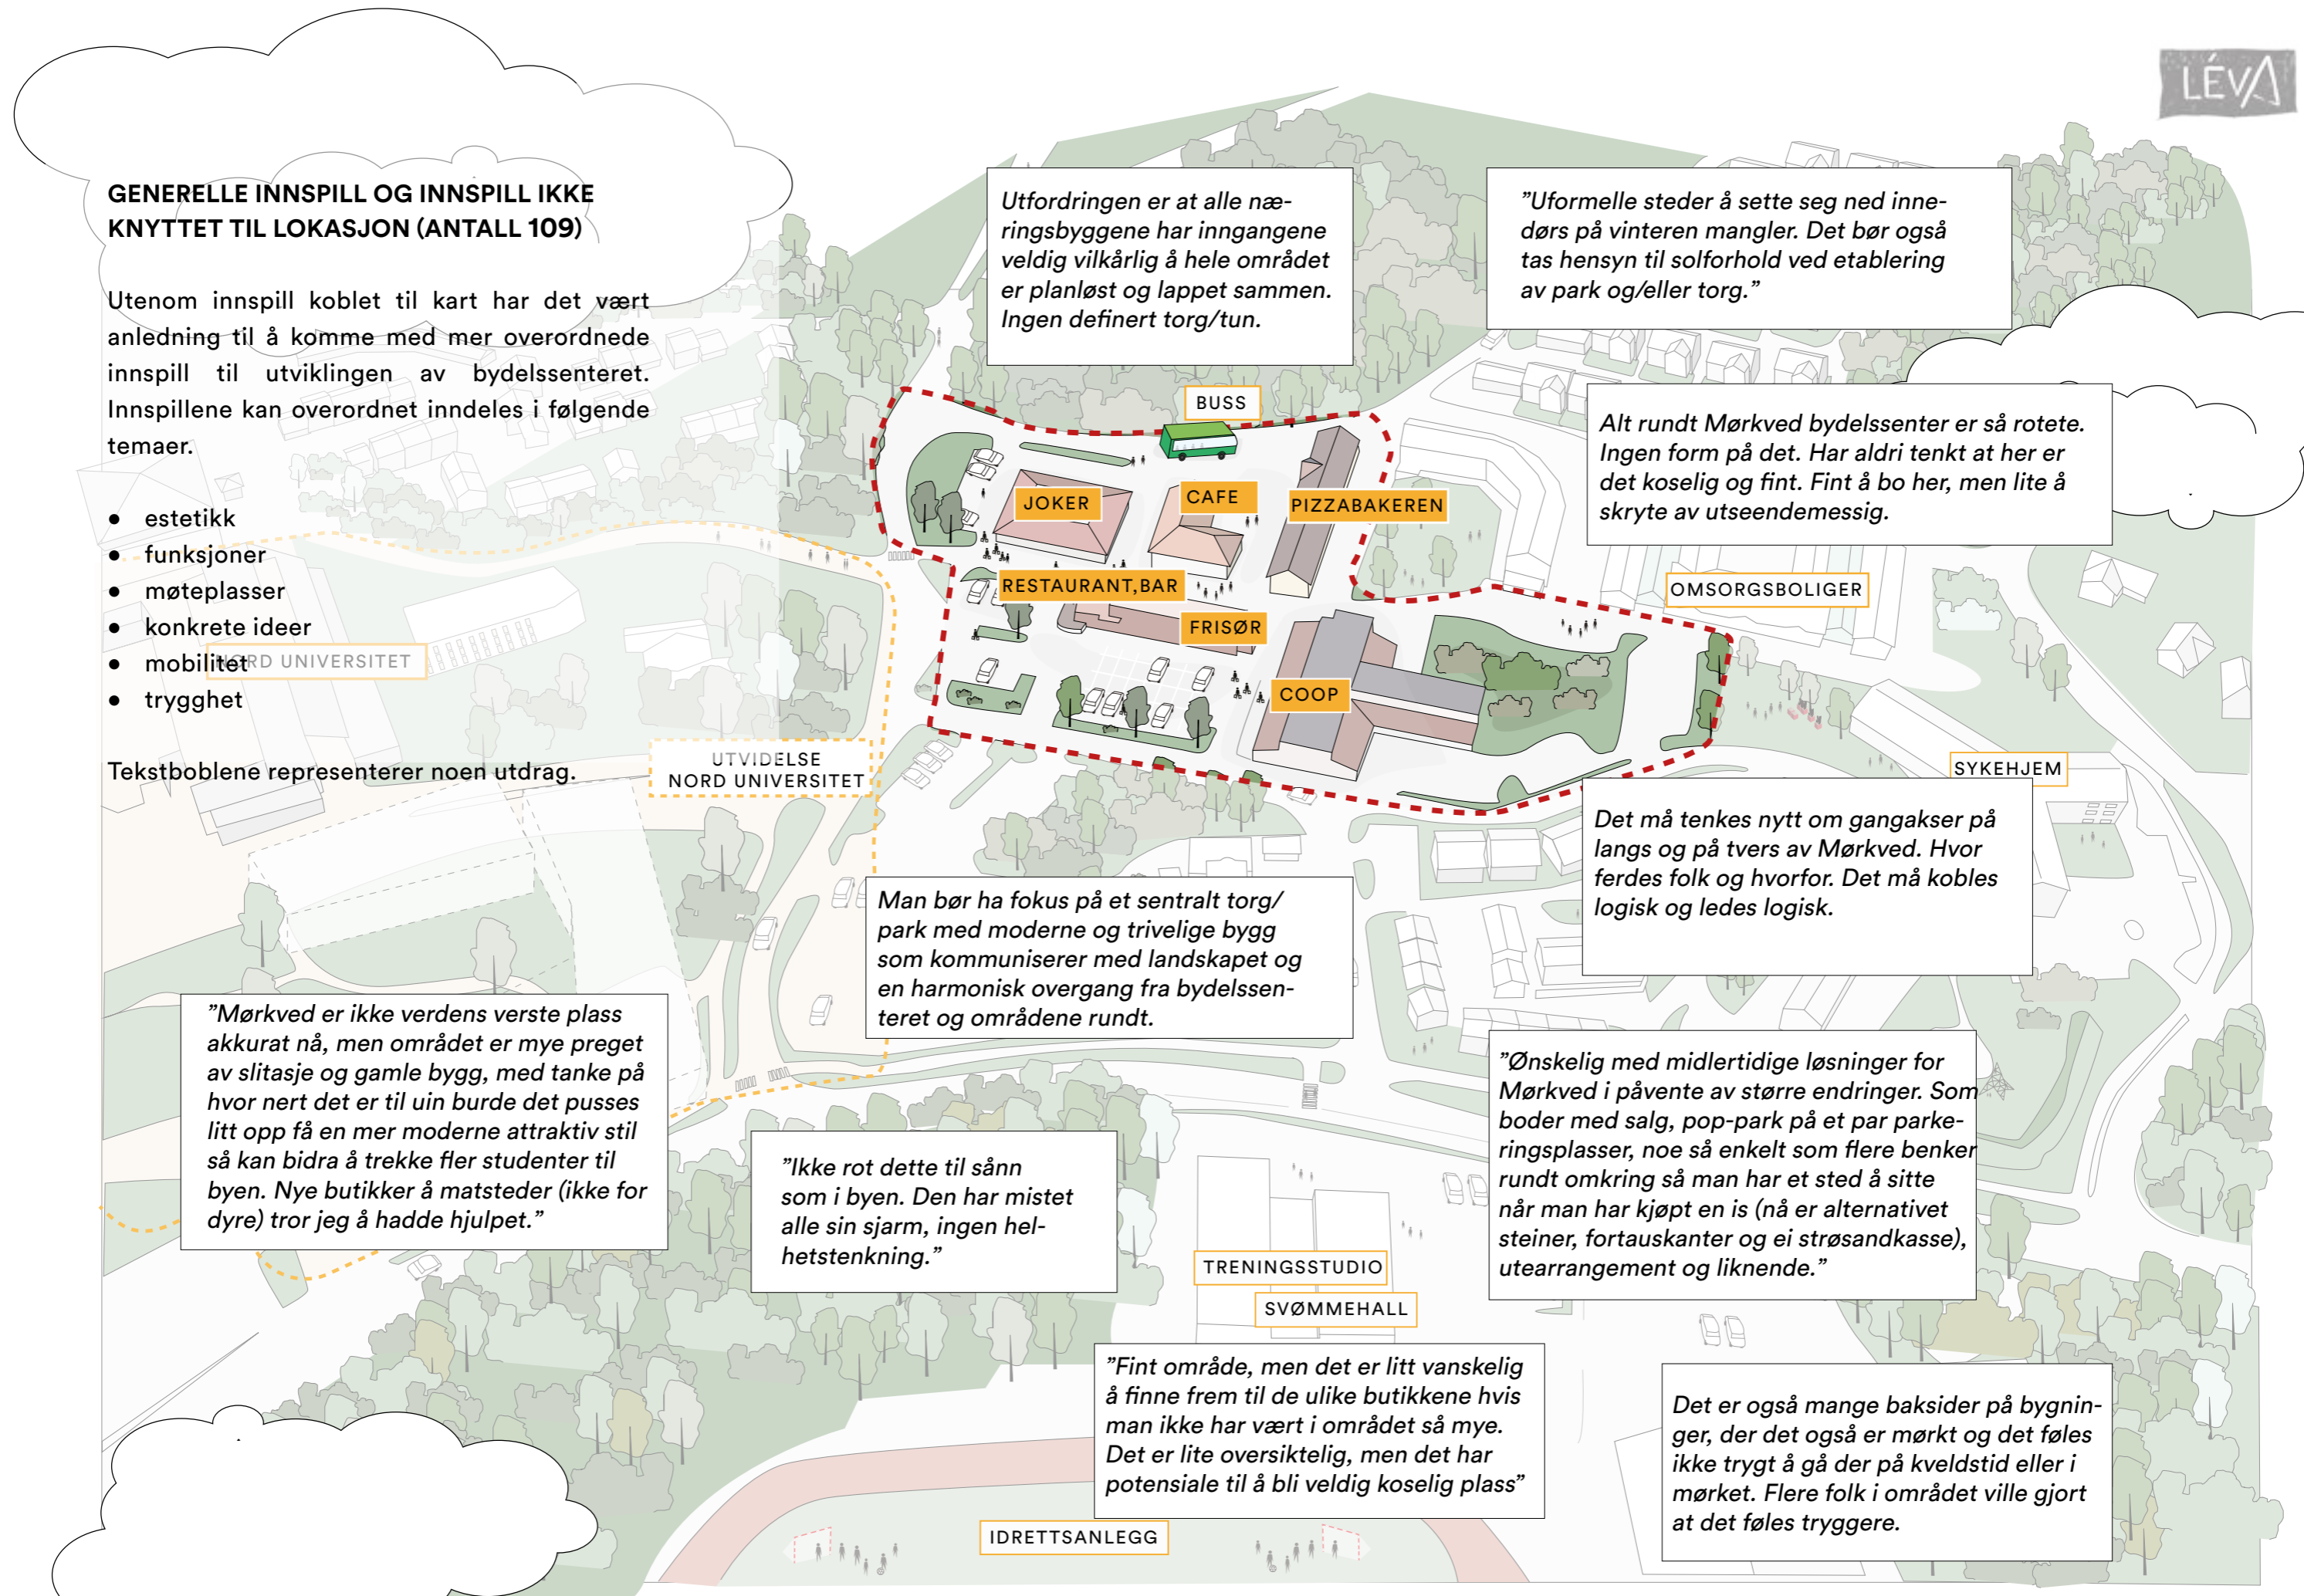 LÉVA
GENERELLE INNSPILL OG INNSPILL IKKE
KNYTTET TIL LOKASJON (ANTALL 109)
Utenom innspill koblet til kart har det vært
anledning til å komme med mer overordnede
innspill til utviklingen av bydelssenteret.
Innspillene kan overordnet inndeles i følgende
temaer.
• estetikk
• funksjoner
• møteplasser
• konkrete ideer
• mobilitet
• trygghet
Tekstboblene representerer noen utdrag.
Utfordringen er at alle næ-
ringsbyggene har inngangene
veldig vilkårlig å hele området
er planløst og lappet sammen.
Ingen definert torg/tun.
”Uformelle steder å sette seg ned inne-
dørs på vinteren mangler. Det bør også
tas hensyn til solforhold ved etablering
av park og/eller torg.”
Alt rundt Mørkved bydelssenter er så rotete.
Ingen form på det. Har aldri tenkt at her er
det koselig og fint. Fint å bo her, men lite å
skryte av utseendemessig.
BUSS
JOKER
CAFE
PIZZABAKEREN
RESTAURANT,BAR
FRISØR
COOP
OMSORGSBOLIGER
SYKEHJEM
NORD UNIVERSITET
UTVIDELSE
NORD UNIVERSITET
Det må tenkes nytt om gangakser på
langs og på tvers av Mørkved. Hvor
ferdes folk og hvorfor. Det må kobles
logisk og ledes logisk.
Man bør ha fokus på et sentralt torg/
park med moderne og trivelige bygg
som kommuniserer med landskapet og
en harmonisk overgang fra bydelssen-
teret og områdene rundt.
”Mørkved er ikke verdens verste plass
akkurat nå, men området er mye preget
av slitasje og gamle bygg, med tanke på
hvor nert det er til uin burde det pusses
litt opp få en mer moderne attraktiv stil
så kan bidra å trekke fler studenter til
byen. Nye butikker å matsteder (ikke for
dyre) tror jeg å hadde hjulpet.”
”Ikke rot dette til sånn
som i byen. Den har mistet
alle sin sjarm, ingen hel-
hetstenkning.”
”Ønskelig med midlertidige løsninger for
Mørkved i påvente av større endringer. Som
boder med salg, pop-park på et par parke-
ringsplasser, noe så enkelt som flere benker
rundt omkring så man har et sted å sitte
når man har kjøpt en is (nå er alternativet
steiner, fortauskanter og ei strøsandkasse),
utearrangement og liknende.”
TRENINGSSTUDIO
SVØMMEHALL
”Fint område, men det er litt vanskelig
å finne frem til de ulike butikkene hvis
man ikke har vært i området så mye.
Det er lite oversiktelig, men det har
potensiale til å bli veldig koselig plass”
Det er også mange baksider på bygnin-
ger, der det også er mørkt og det føles
ikke trygt å gå der på kveldstid eller i
mørket. Flere folk i området ville gjort
at det føles tryggere.
IDRETTSANLEGG